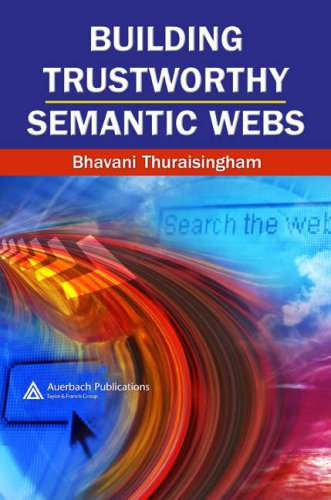 BUILDING
TRUSTWORTHY
SEMANTIC WEBS
Bhavani Thuraisingham
Search the web
Auerbach Publications
Taylor & Francis Group